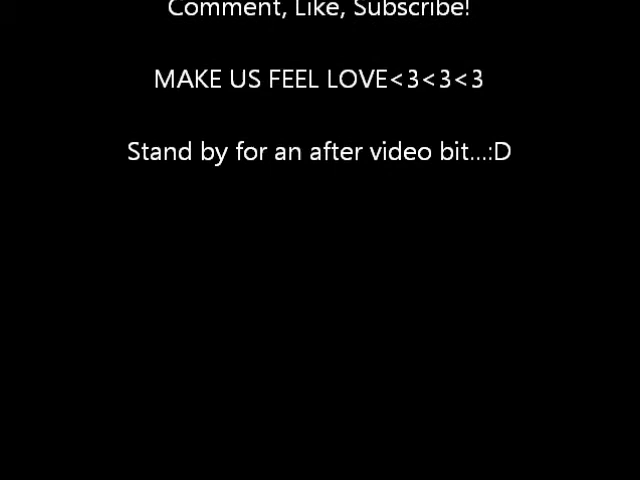 Comment, Like, Subscribe!
MAKE US FEEL LOVE<3<3<3
Stand by for an after video bit...:D